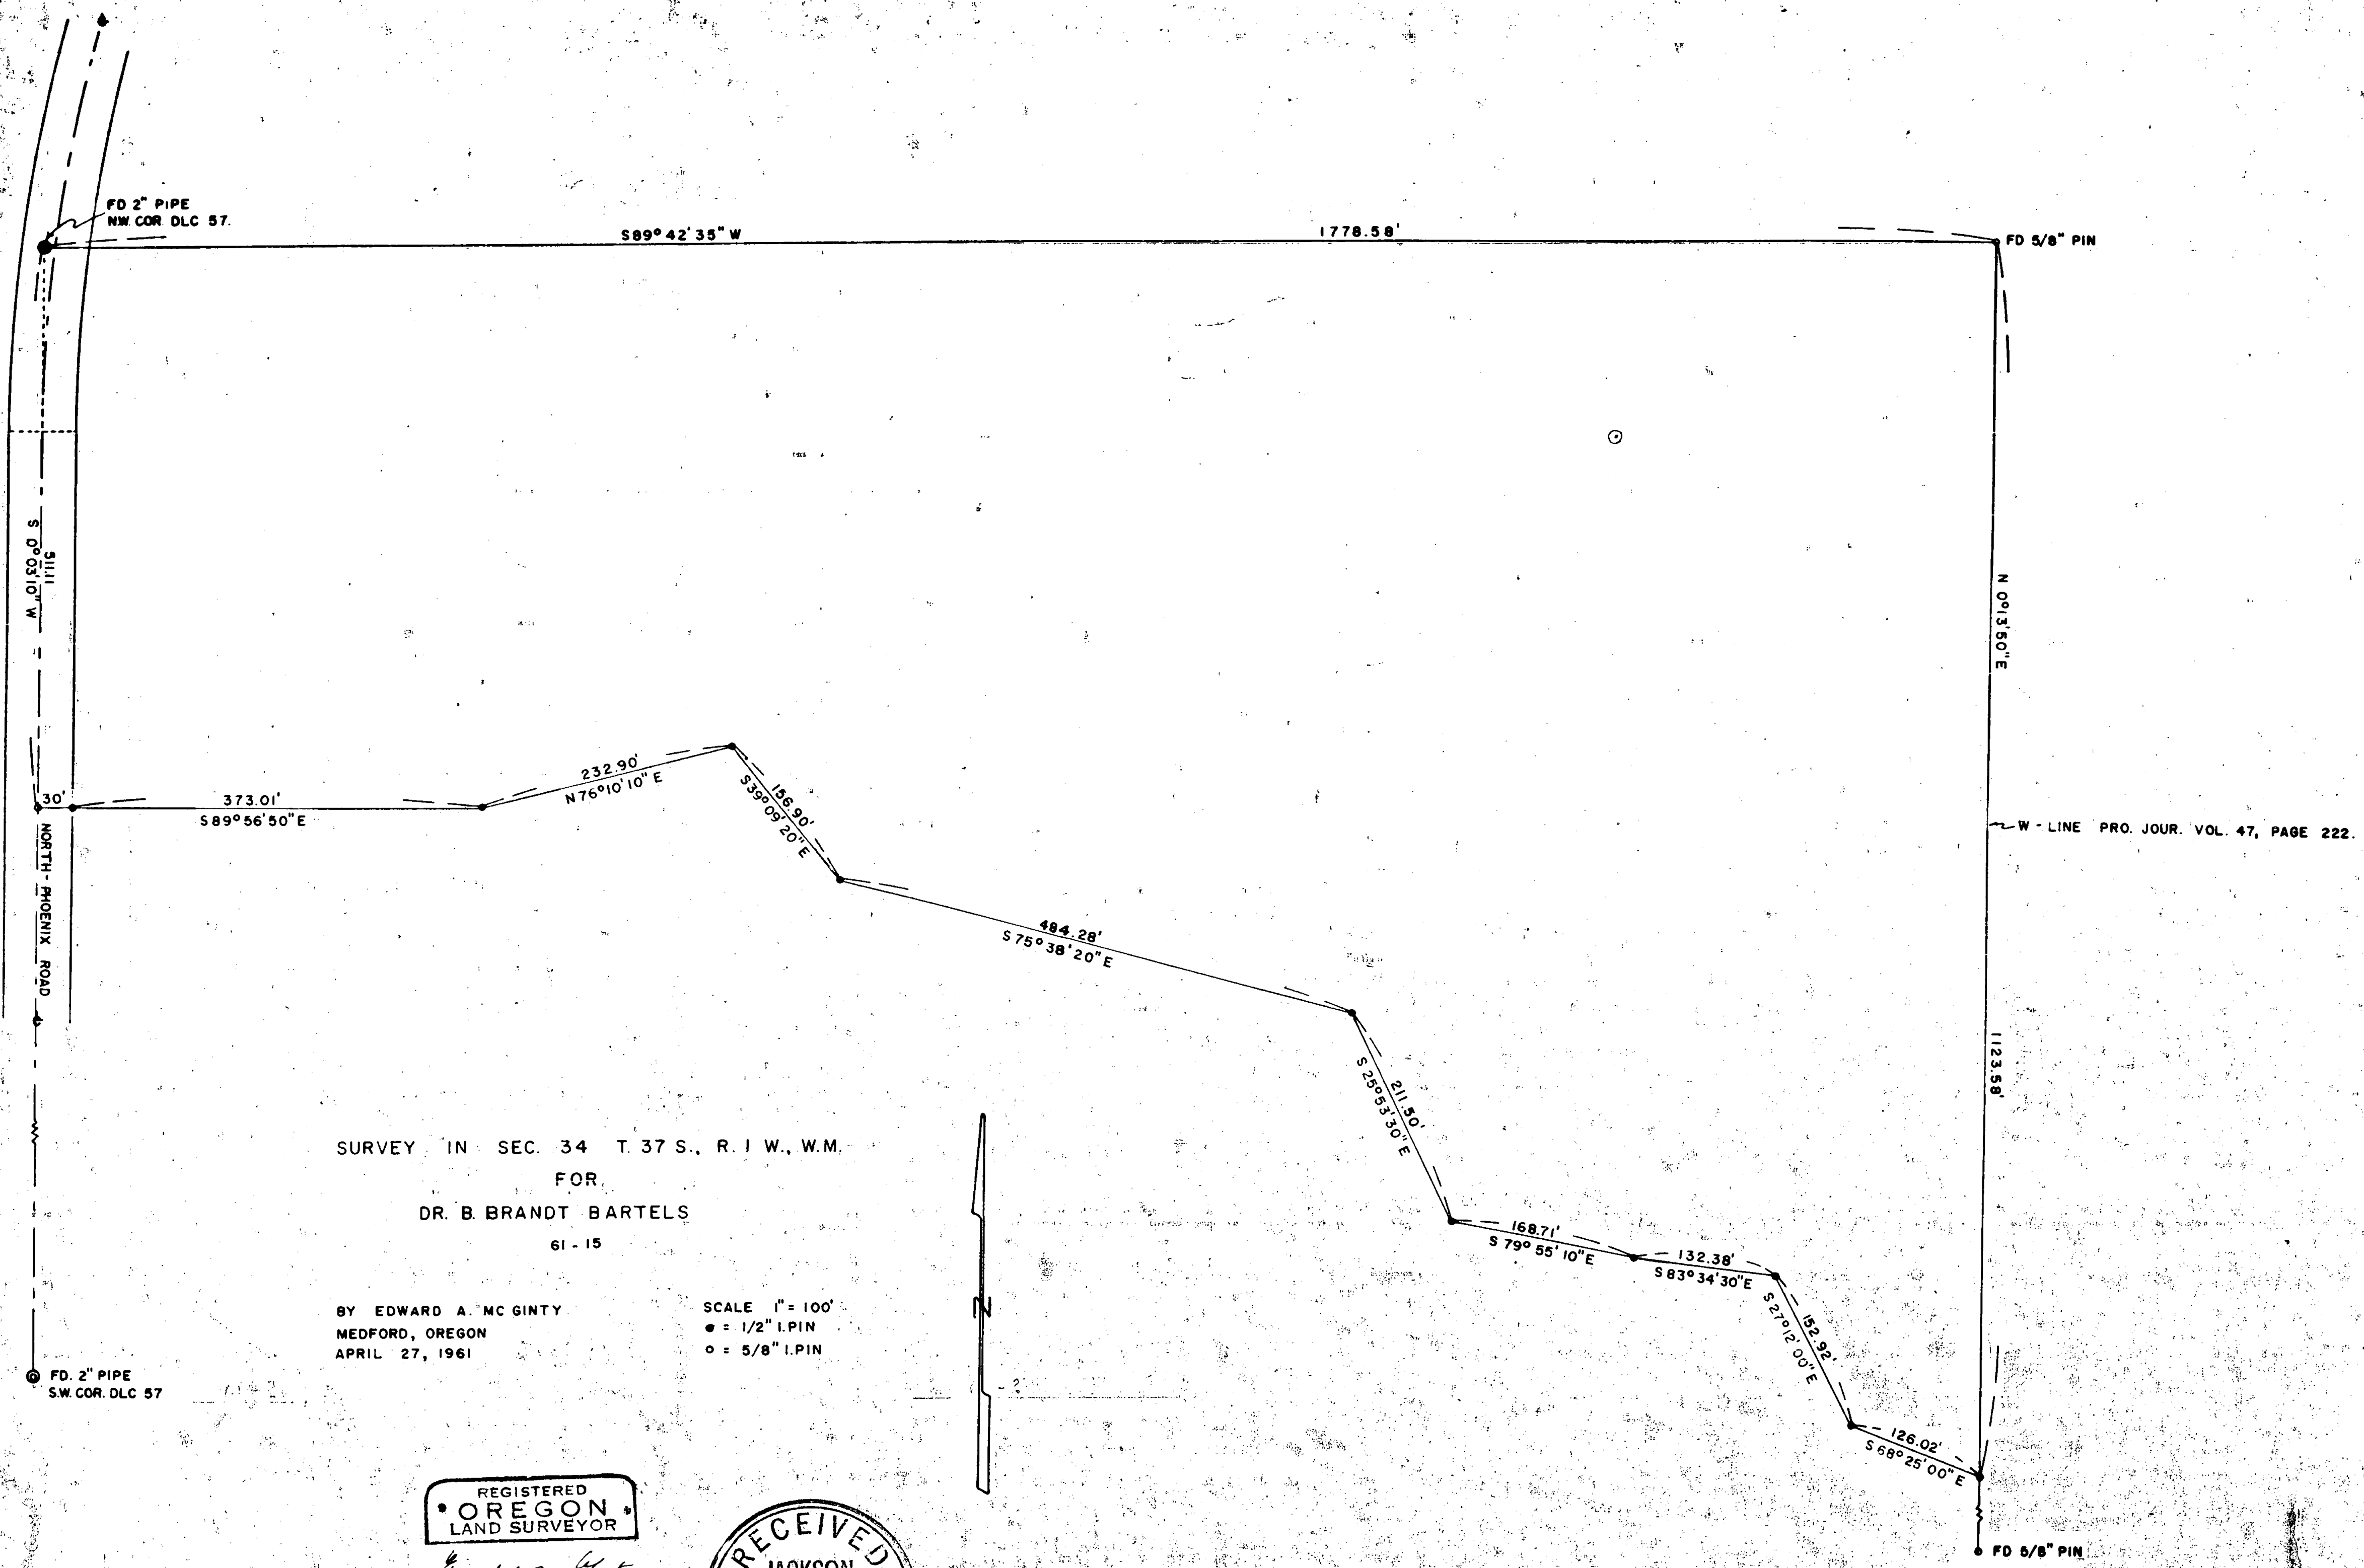 FD 2" PIPE
N.W. COR. DLC 57.
S 89° 42' 35" W
1778.58'
FD 5/8" PIN
511.11
S 0° 03' 10" W
N 0° 13' 50" E
232.90'
N 76° 10' 10" E
156.90'
S 39° 09' 20" E
30'
373.01'
S 89° 56' 50" E
NORTH - PHOENIX ROAD
W - LINE PRO. JOUR. VOL. 47, PAGE 222.
484.28'
S 75° 38' 20" E
1123.58'
211.50'
S 25° 53' 30" E
SURVEY IN SEC. 34 T. 37 S., R. 1 W., W.M.
FOR
DR. B. BRANDT BARTELS
61 - 15
168.71'
S 79° 55' 10" E
132.38'
S 83° 34' 30" E
152.92'
S 27° 12' 00" E
N
BY EDWARD A. MC GINTY
MEDFORD, OREGON
APRIL 27, 1961
SCALE 1" = 100'
● = 1/2" I.PIN
○ = 5/8" I.PIN
FD. 2" PIPE
S.W. COR. DLC 57
126.02'
S 68° 25' 00" E
REGISTERED
OREGON
LAND SURVEYOR
RECEIVED
JACKSON
FD 5/8" PIN